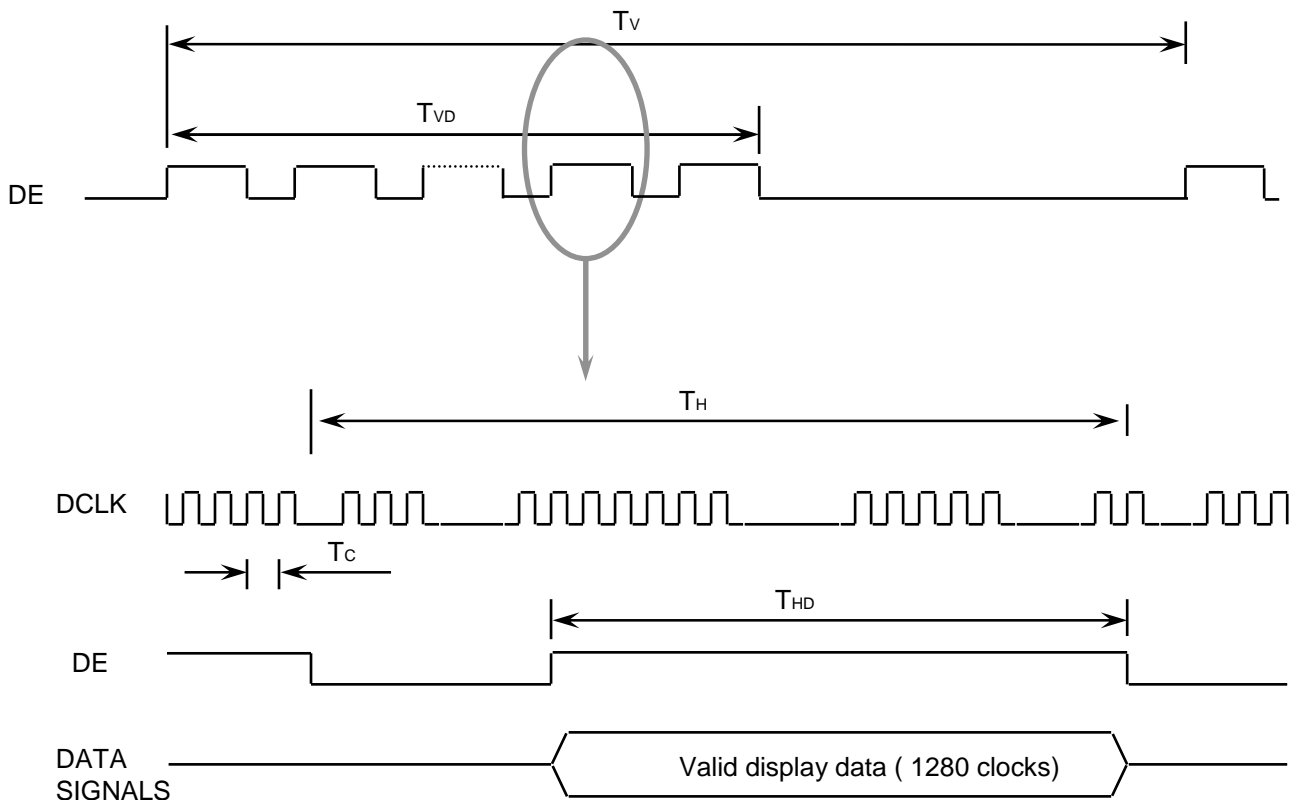 TV
TVD
DE
TH
DCLK
TC
THD
DE
DATA
SIGNALS
Valid display data ( 1280 clocks)